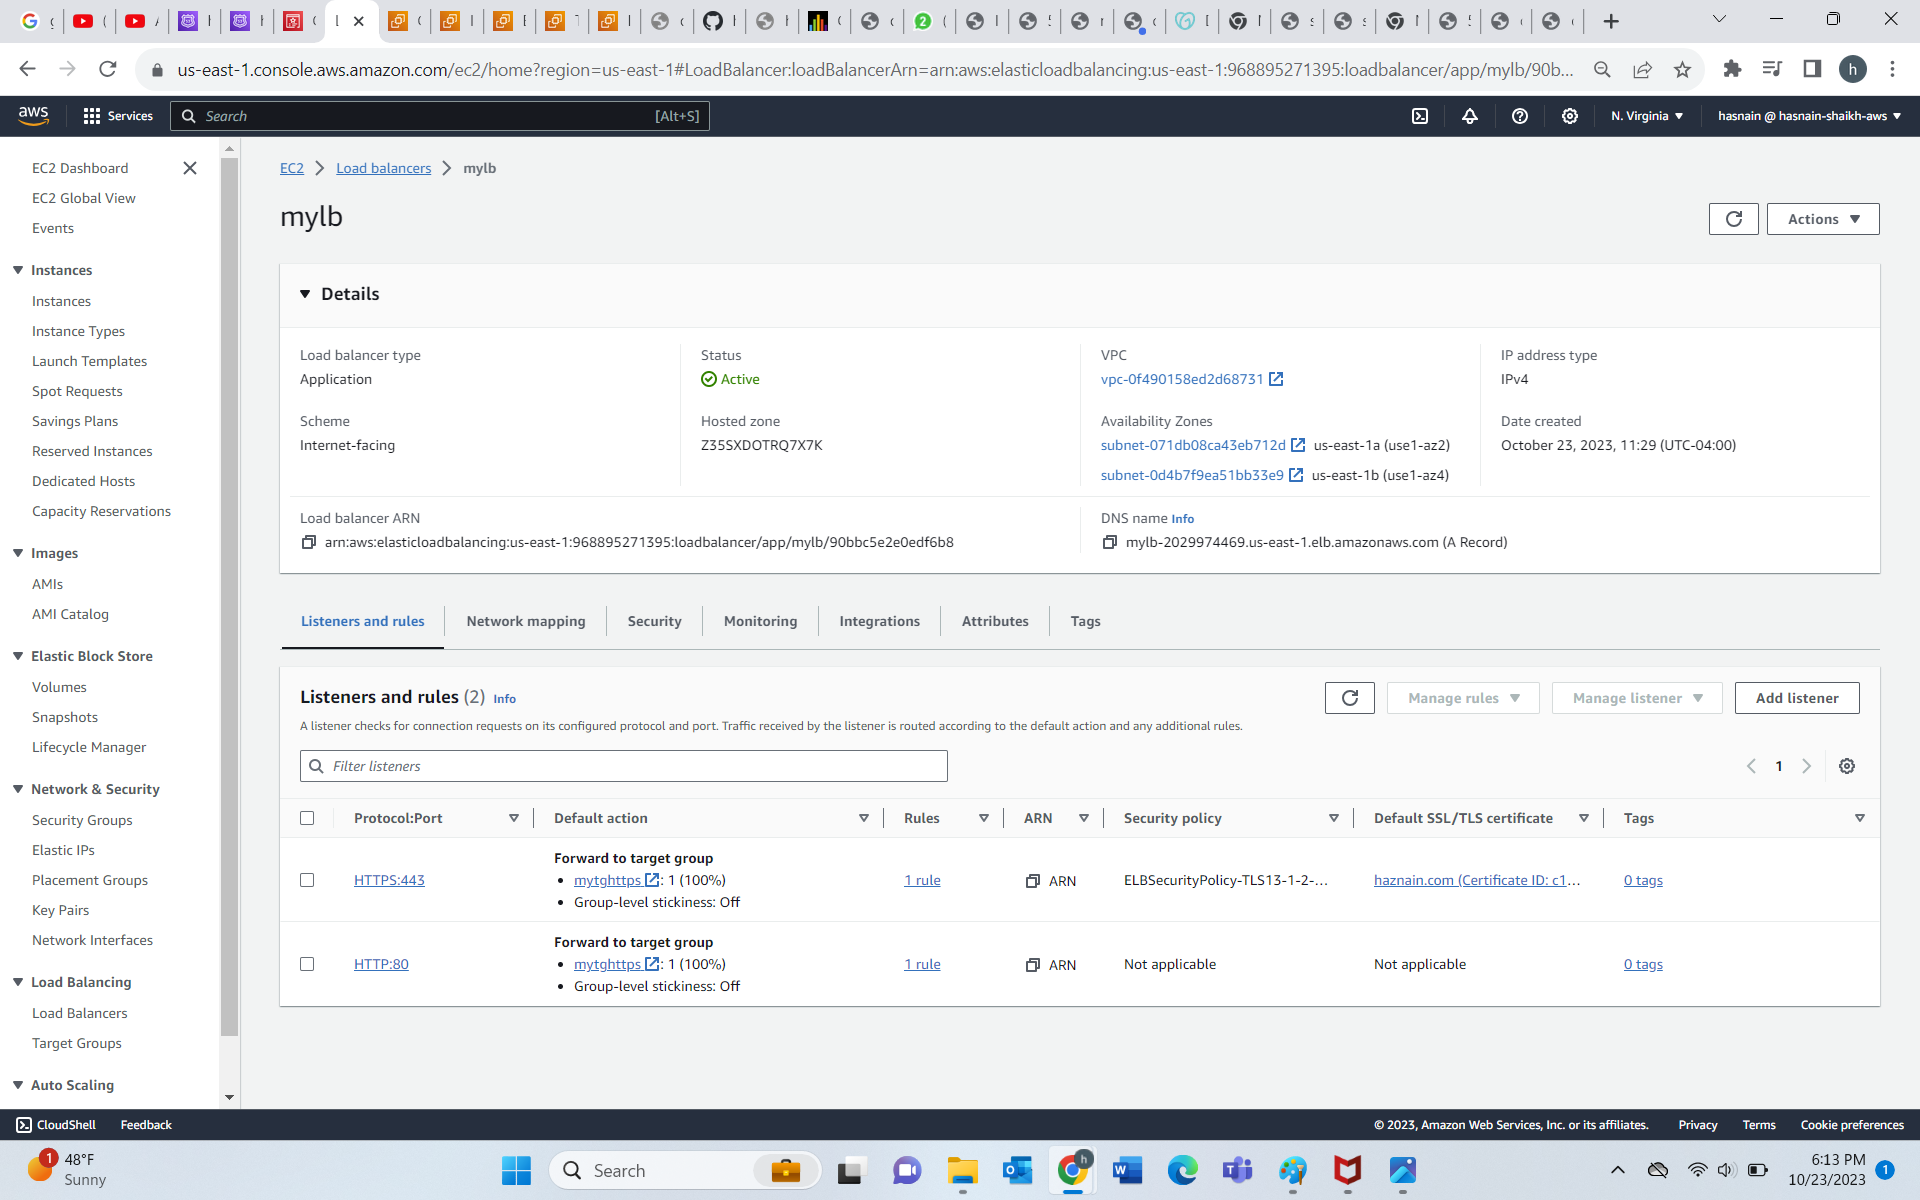 us-east-1.console.aws.amazon.com/ec2/home?region=us-east-1#LoadBalancer:loadBalancerArn=arn:aws:elasticloadbalancing:us-east-1:968895271395:loadbalancer/app/mylb/90b...
h
aws
Services
Search
[Alt+S]
N. Virginia
hasnain @ hasnain-shaikh-aws
EC2 Dashboard
EC2 Global View
Events
Instances
Instances
Instance Types
Launch Templates
Spot Requests
Savings Plans
Reserved Instances
Dedicated Hosts
Capacity Reservations
Images
AMIs
AMI Catalog
Elastic Block Store
Volumes
Snapshots
Lifecycle Manager
Network & Security
Security Groups
Elastic IPs
Placement Groups
Key Pairs
Network Interfaces
Load Balancing
Load Balancers
Target Groups
Auto Scaling
EC2 > Load balancers > mylb
mylb
Actions
Details
Load balancer type
Application
Status
Active
VPC
vpc-0f490158ed2d68731
IP address type
IPv4
Scheme
Internet-facing
Hosted zone
Z35SXDOTRQ7X7K
Availability Zones
subnet-071db08ca43eb712d us-east-1a (use1-az2)
subnet-0d4b7f9ea51bb33e9 us-east-1b (use1-az4)
Date created
October 23, 2023, 11:29 (UTC-04:00)
Load balancer ARN
arn:aws:elasticloadbalancing:us-east-1:968895271395:loadbalancer/app/mylb/90bbc5e2e0edf6b8
DNS name Info
mylb-2029974469.us-east-1.elb.amazonaws.com (A Record)
Listeners and rules
Network mapping
Security
Monitoring
Integrations
Attributes
Tags
Listeners and rules (2) Info
Manage rules
Manage listener
Add listener
A listener checks for connection requests on its configured protocol and port. Traffic received by the listener is routed according to the default action and any additional rules.
Filter listeners
1
Protocol:Port
Default action
Rules
ARN
Security policy
Default SSL/TLS certificate
Tags
HTTPS:443
Forward to target group
• mytghttps : 1 (100%)
• Group-level stickiness: Off
1 rule
ARN
ELBSecurityPolicy-TLS13-1-2-...
haznain.com (Certificate ID: c1...
0 tags
HTTP:80
Forward to target group
• mytghttps : 1 (100%)
• Group-level stickiness: Off
1 rule
ARN
Not applicable
Not applicable
0 tags
CloudShell
Feedback
© 2023, Amazon Web Services, Inc. or its affiliates.
Privacy
Terms
Cookie preferences
1
48°F
Sunny
Search
h
6:13 PM
10/23/2023
1